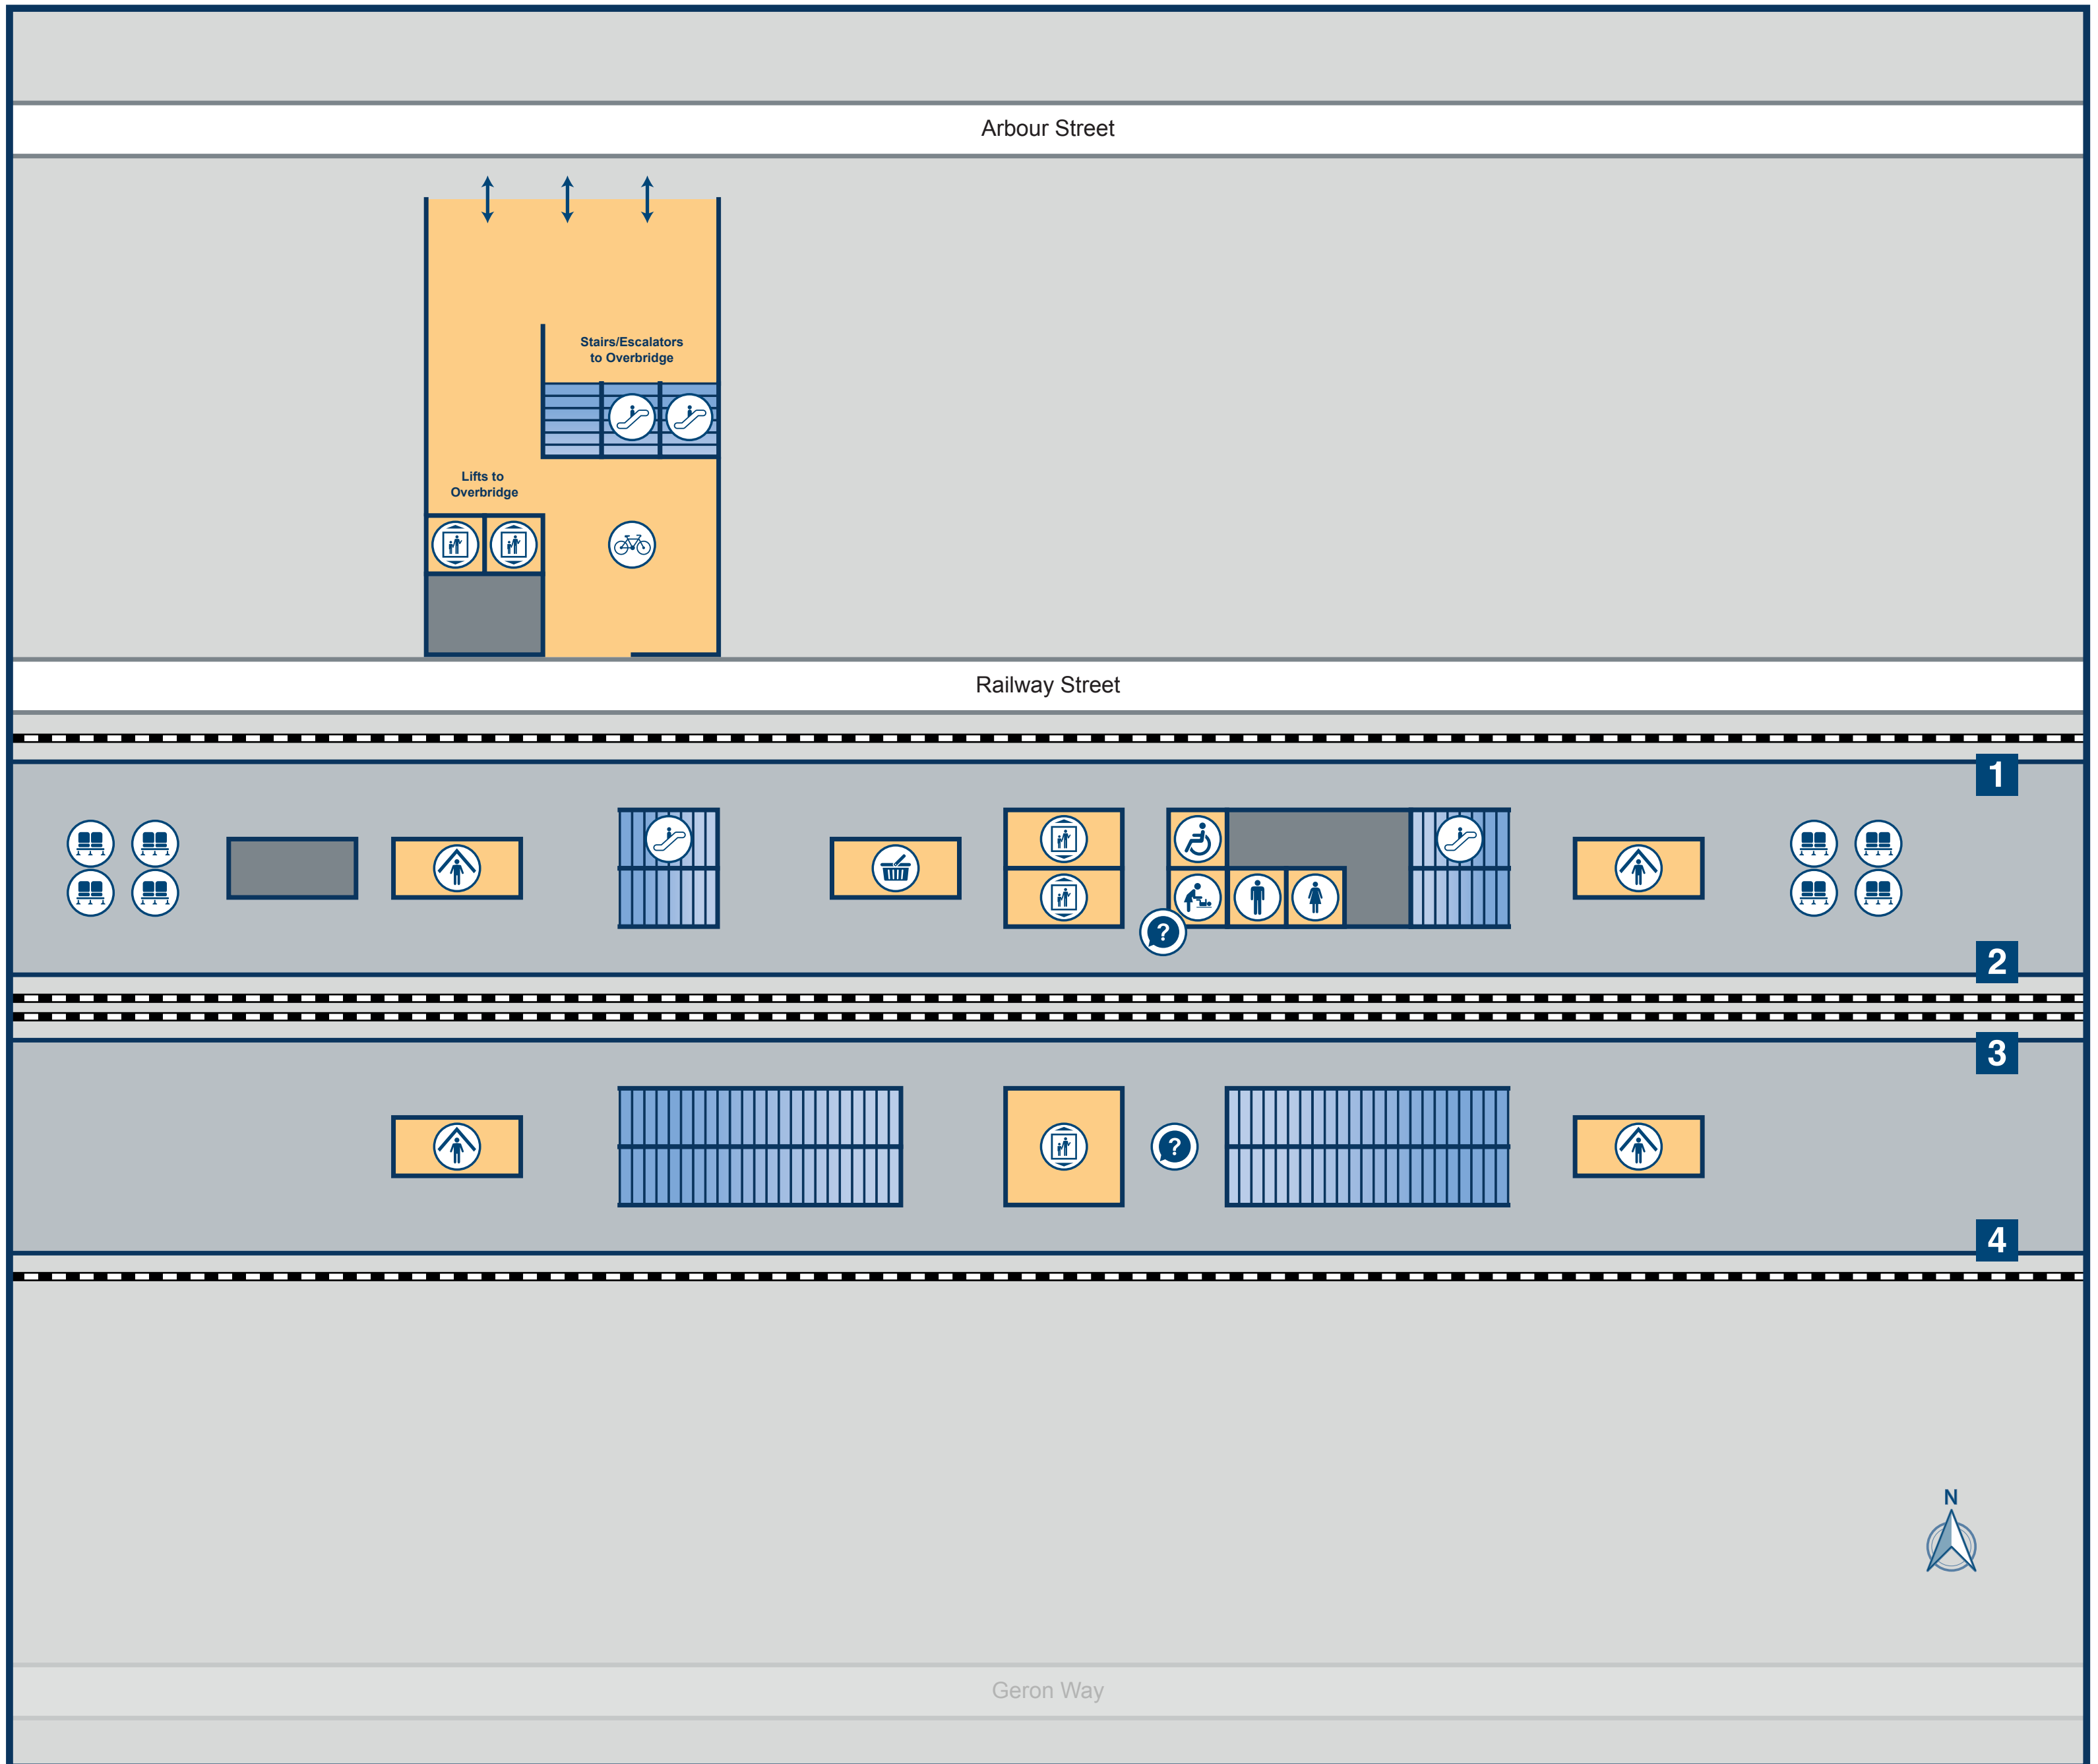 Arbour Street
Stairs/Escalators
to Overbridge
Lifts to
Overbridge
Railway Street
1
?
2
3
?
4
N
Geron Way